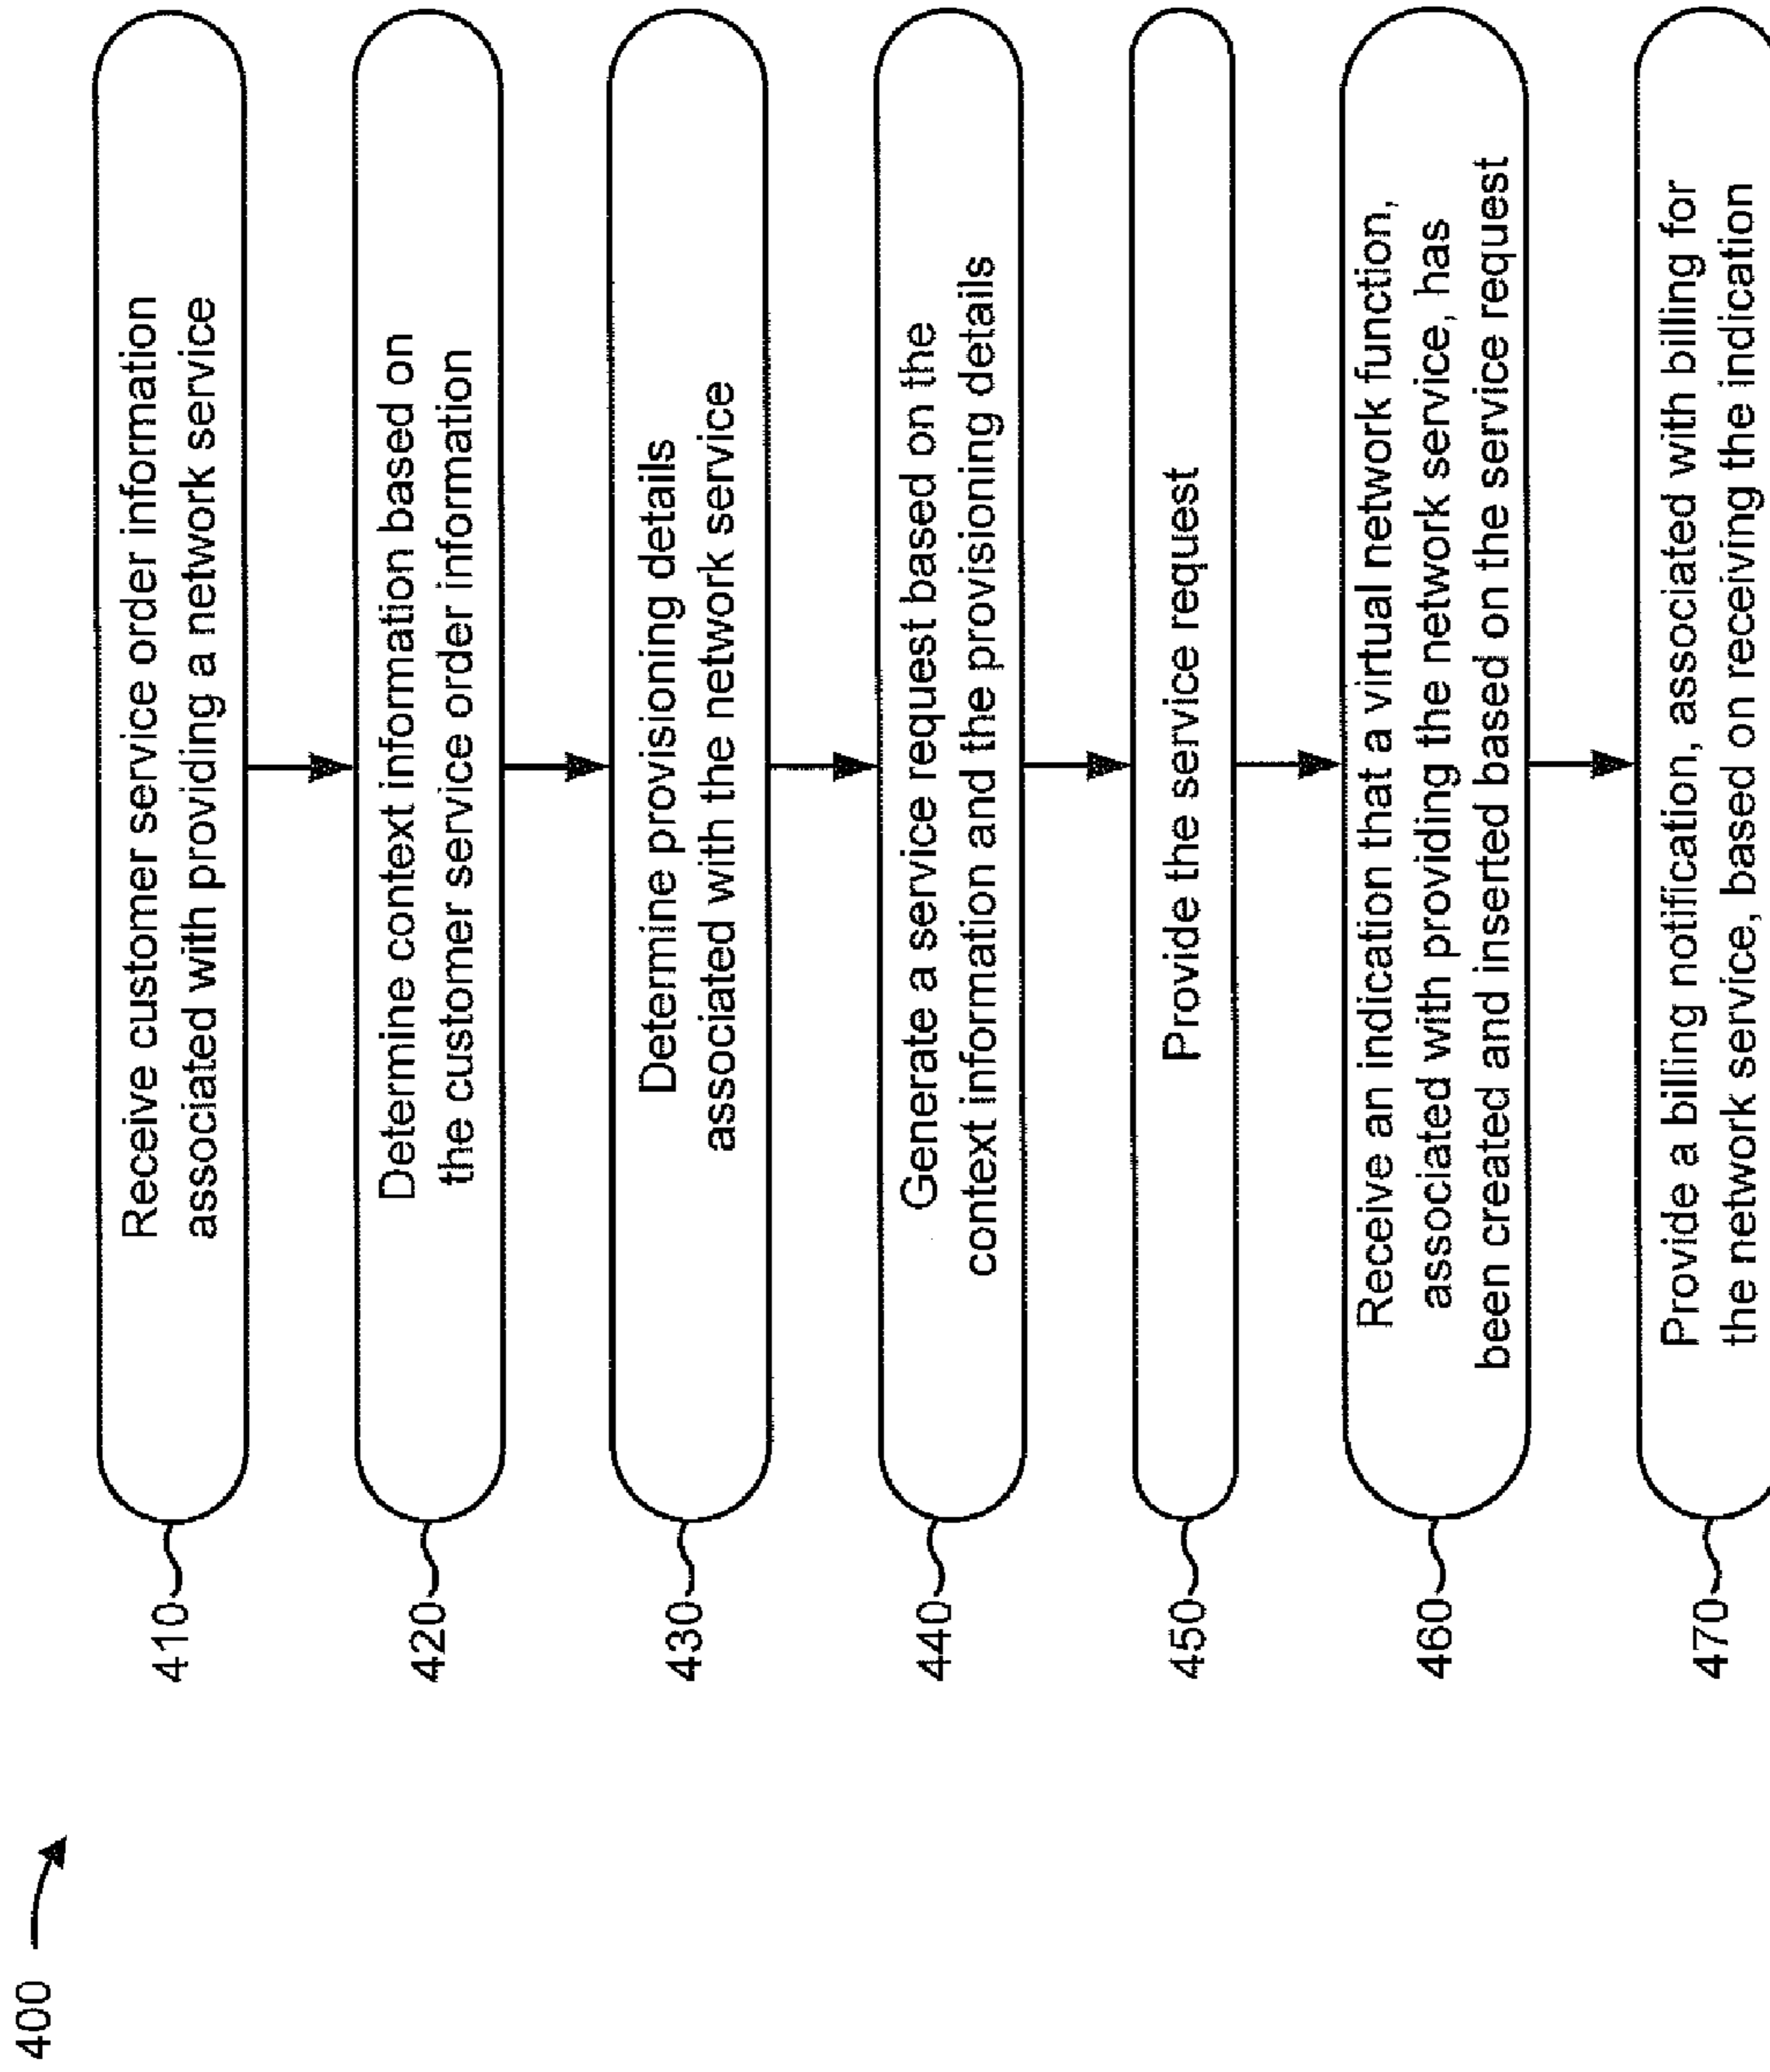 400
410
Receive customer service order information
associated with providing a network service
420
Determine context information based on
the customer service order information
430
Determine provisioning details
associated with the network service
440
Generate a service request based on the
context information and the provisioning details
450
Provide the service request
460
Receive an indication that a virtual network function,
associated with providing the network service, has
been created and inserted based on the service request
470
Provide a billing notification, associated with billing for
the network service, based on receiving the indication